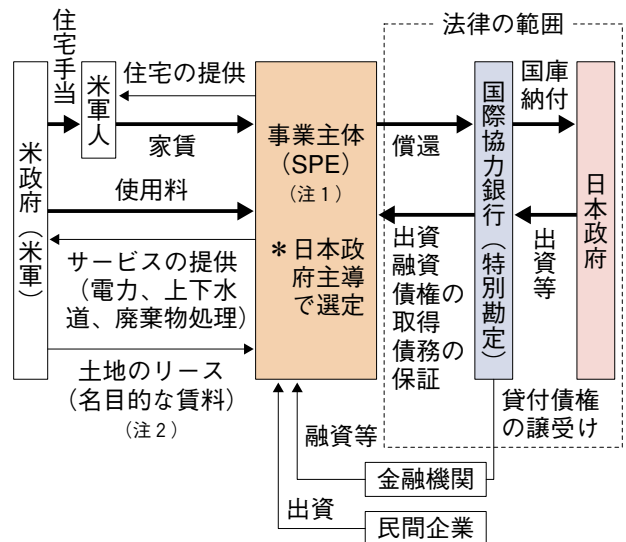 法律の範囲
住宅手当
米軍人
住宅の提供
家賃
米政府（米軍）
使用料
サービスの提供
（電力、上下水
道、廃棄物処理）
土地のリース
（名目的な賃料）
（注２）
事業主体
（SPE）
（注１）
＊日本政
府主導
で選定
償還
出資
融資
債権の
取得
債務の
保証
国際協力銀行（特別勘定）
国庫
納付
出資
等
日本政府
貸付債権
の譲受け
融資等
金融機関
出資
民間企業